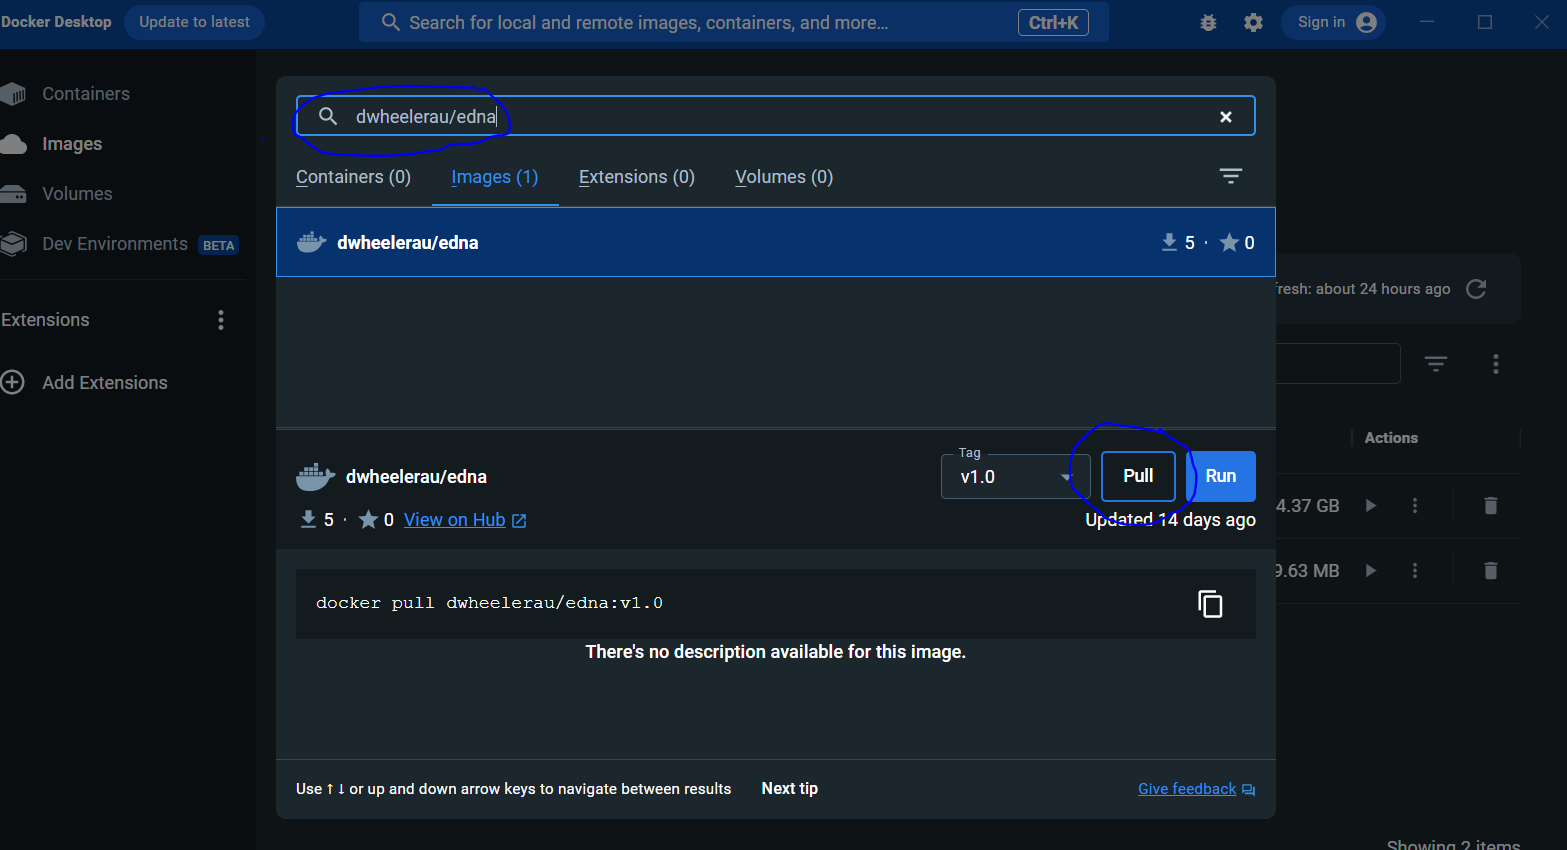 Docker Desktop Update to latest Search for local and remote images, containers, and more... Ctrl+K Sign in
Containers
Images
Volumes
Dev Environments BETA
Extensions
Add Extensions
dwheelerau/edna
Containers (0) Images (1) Extensions (0) Volumes (0)
dwheelerau/edna 5 · 0
fresh: about 24 hours ago
Actions
Tag
dwheelerau/edna v1.0 Pull Run
5 · 0 View on Hub Updated 14 days ago
4.37 GB
9.63 MB
docker pull dwheelerau/edna:v1.0
There's no description available for this image.
Use ↑ ↓ or up and down arrow keys to navigate between results Next tip Give feedback
Showing 2 items